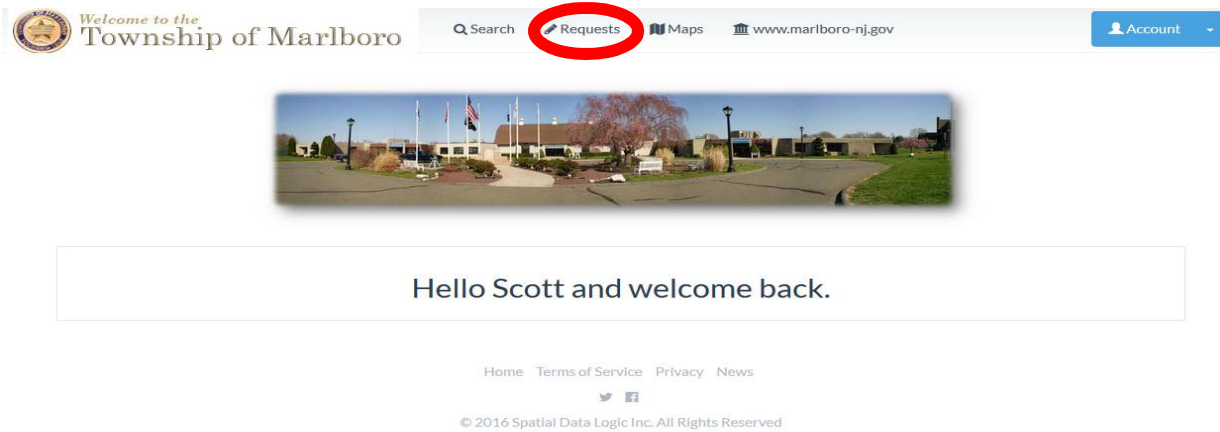 Welcome to the
Township of Marlboro
Search Requests Maps www.marlboro-nj.gov Account
Hello Scott and welcome back.
Home Terms of Service Privacy News
© 2016 Spatial Data Logic Inc. All Rights Reserved